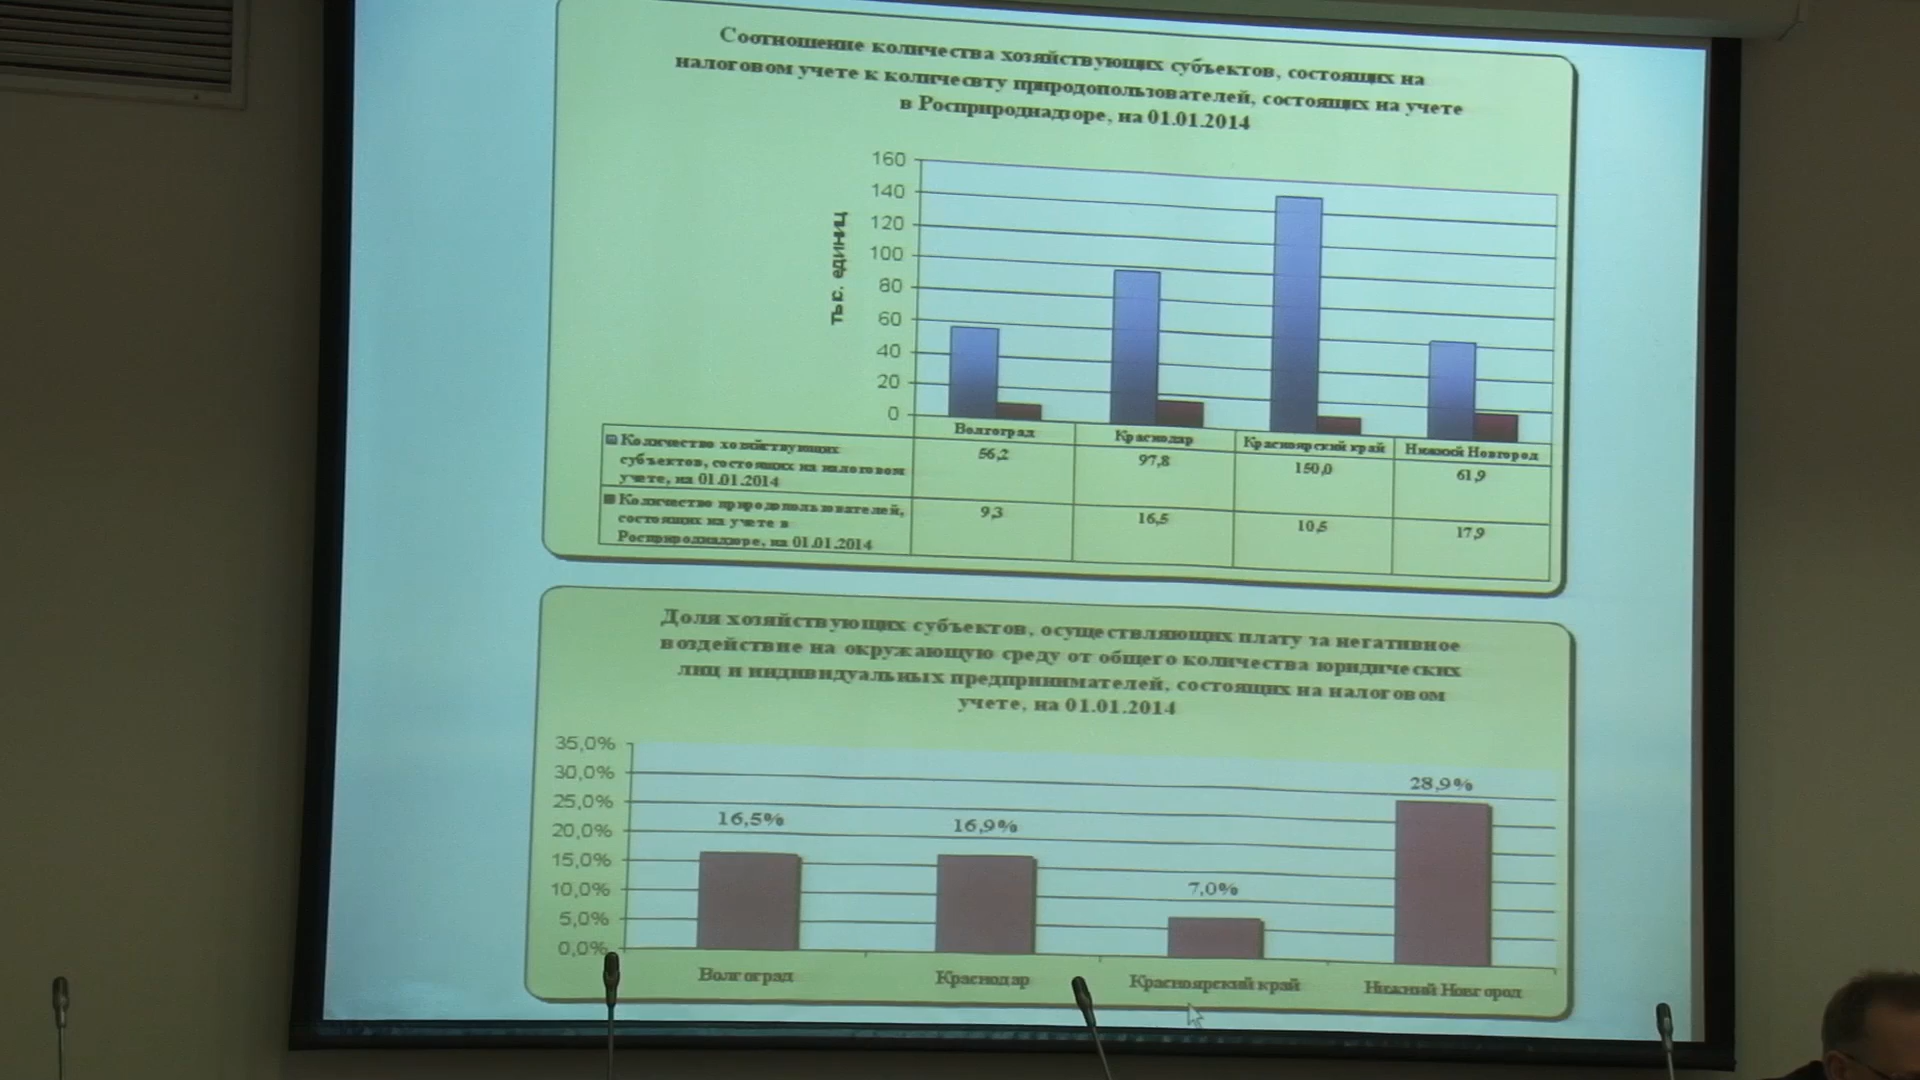 Соотношение количества хозяйствующих субъектов, состоящих на
налоговом учете к количесвту природопользователей, состоящих на учете
в Росприроднадзоре, на 01.01.2014
тыс. единиц
160
140
120
100
80
60
40
20
0
Волгоград Краснодар Красноярский край Нижний Новгород
Количество хозяйствующих
субъектов, состоящих на налоговом
учете, на 01.01.2014
56,2 97,8 150,0 61,9
Количество природопользователей,
состоящих на учете в
Росприроднадзоре, на 01.01.2014
9,3 16,5 10,5 17,9
Доля хозяйствующих субъектов, осуществляющих плату за негативное
воздействие на окружающую среду от общего количества юридических
лиц и индивидуальных предпринимателей, состоящих на налоговом
учете, на 01.01.2014
35,0%
30,0%
25,0%
20,0%
15,0%
10,0%
5,0%
0,0%
16,5% 16,9% 7,0% 28,9%
Волгоград Краснодар Красноярский край Нижний Новгород